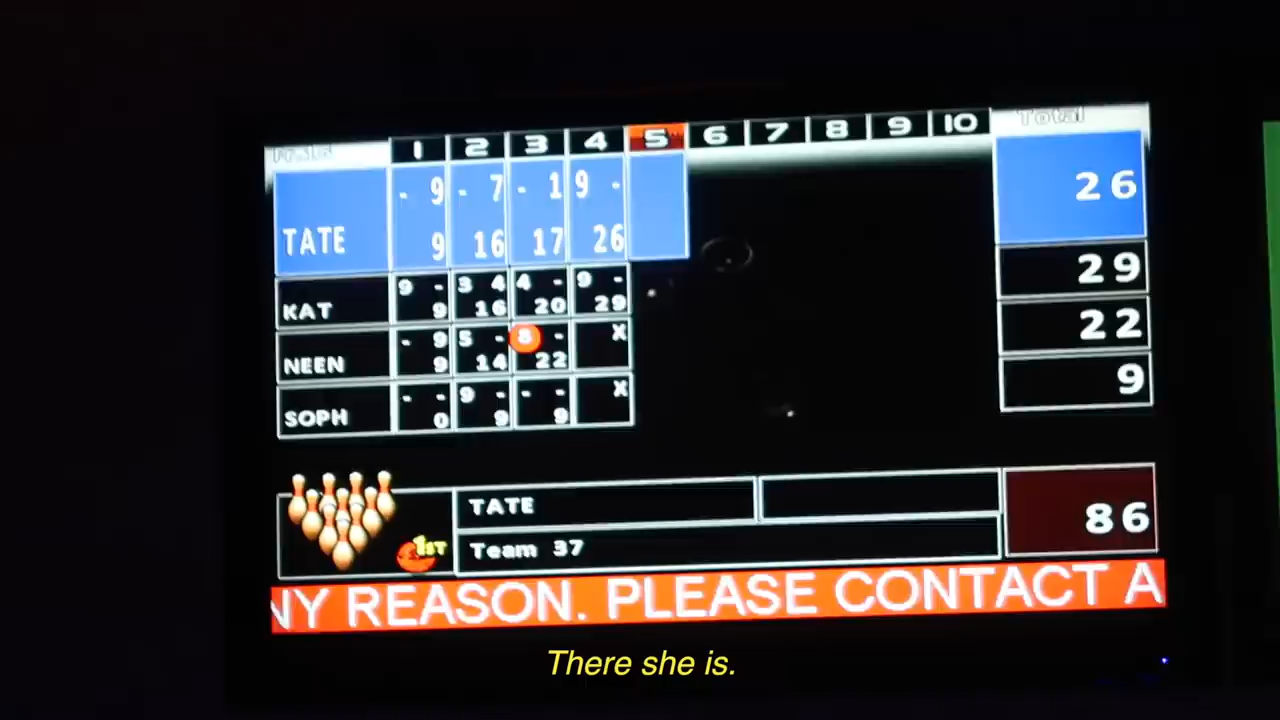 1 2 3 4 5 6 7 8 9 10 Total
- 9 - 7 - 1 9 -
TATE 9 16 17 26 26
9 - 3 4 4 - 9 -
KAT 9 16 20 29 29
- 9 5 - 8 - X
NEEN 9 14 22 22
- - 9 - - - X
SOPH 0 9 9 9
TATE
1ST Team 37 86
NY REASON. PLEASE CONTACT A
There she is.